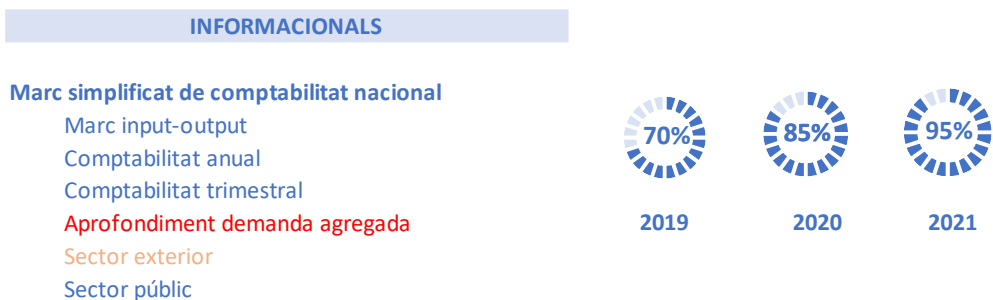 INFORMACIONALS
Marc simplificat de comptabilitat nacional
Marc input-output
Comptabilitat anual
Comptabilitat trimestral
Aprofondiment demanda agregada
Sector exterior
Sector públic
70% 85% 95%
2019 2020 2021